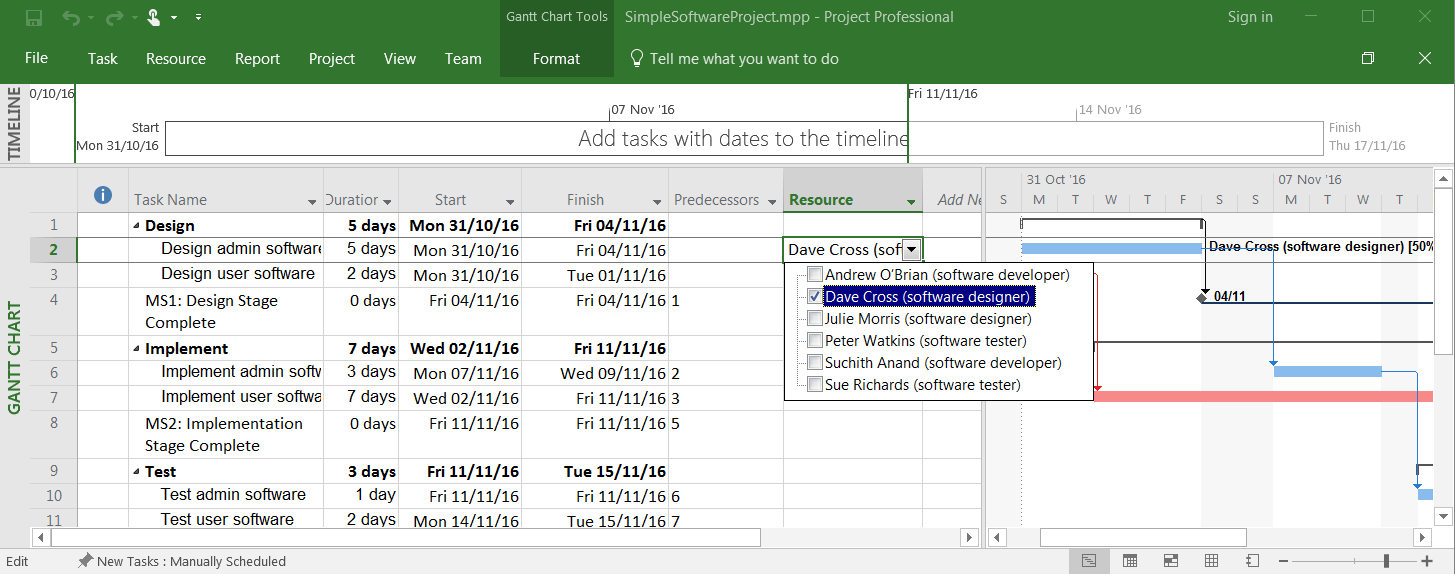 Gantt Chart Tools
SimpleSoftwareProject.mpp - Project Professional
Sign in
File Task Resource Report Project View Team Format Tell me what you want to do
TIMELINE
0/10/16
Fri 11/11/16
07 Nov '16
14 Nov '16
Start
Mon 31/10/16
Add tasks with dates to the timeline
Finish
Thu 17/11/16
GANTT CHART
Task Name Duration Start Finish Predecessors Resource Add Ne
31 Oct '16 07 Nov '16
S M T W T F S S M T W T
1 Design 5 days Mon 31/10/16 Fri 04/11/16
2 Design admin software 5 days Mon 31/10/16 Fri 04/11/16 Dave Cross (sof
Dave Cross (software designer) [50%
3 Design user software 2 days Mon 31/10/16 Tue 01/11/16
4 MS1: Design Stage Complete 0 days Fri 04/11/16 Fri 04/11/16 1
04/11
5 Implement 7 days Wed 02/11/16 Fri 11/11/16
6 Implement admin softw 3 days Mon 07/11/16 Wed 09/11/16 2
7 Implement user softwa 7 days Wed 02/11/16 Fri 11/11/16 3
8 MS2: Implementation Stage Complete 0 days Fri 11/11/16 Fri 11/11/16 5
9 Test 3 days Fri 11/11/16 Tue 15/11/16
10 Test admin software 1 day Fri 11/11/16 Fri 11/11/16 6
11 Test user software 2 days Mon 14/11/16 Tue 15/11/16 7
Andrew O'Brian (software developer)
Dave Cross (software designer)
Julie Morris (software designer)
Peter Watkins (software tester)
Suchith Anand (software developer)
Sue Richards (software tester)
Edit New Tasks : Manually Scheduled